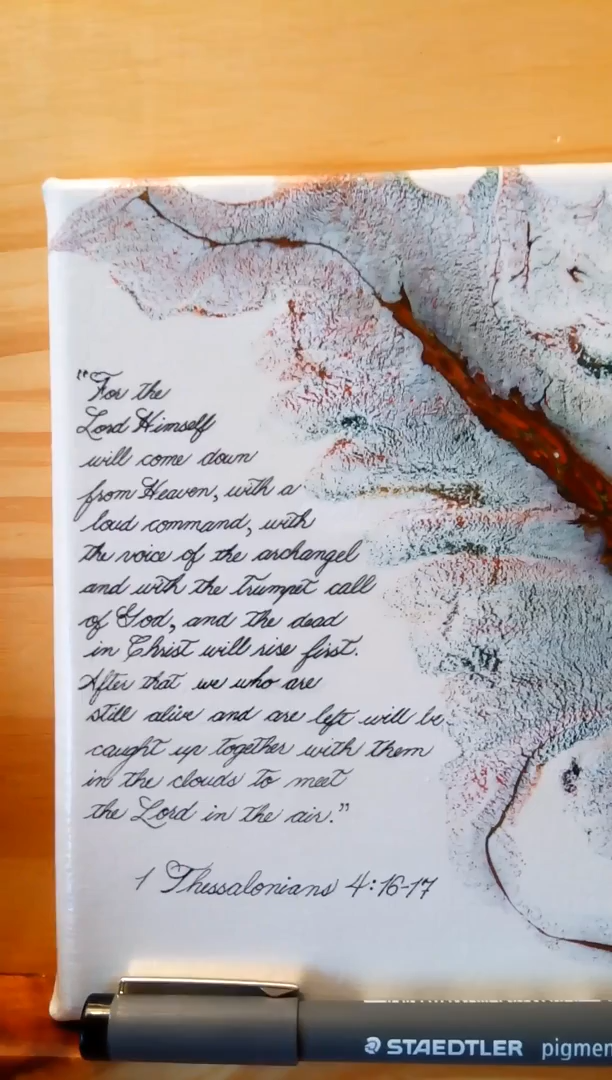 "For the
Lord Himself
will come down
from Heaven, with a
loud command, with
the voice of the archangel
and with the trumpet call
of God, and the dead
in Christ will rise first.
After that we who are
still alive and are left will be
caught up together with them
in the clouds to meet
the Lord in the air."
1 Thessalonians 4:16-17
STAEDTLER pigmen